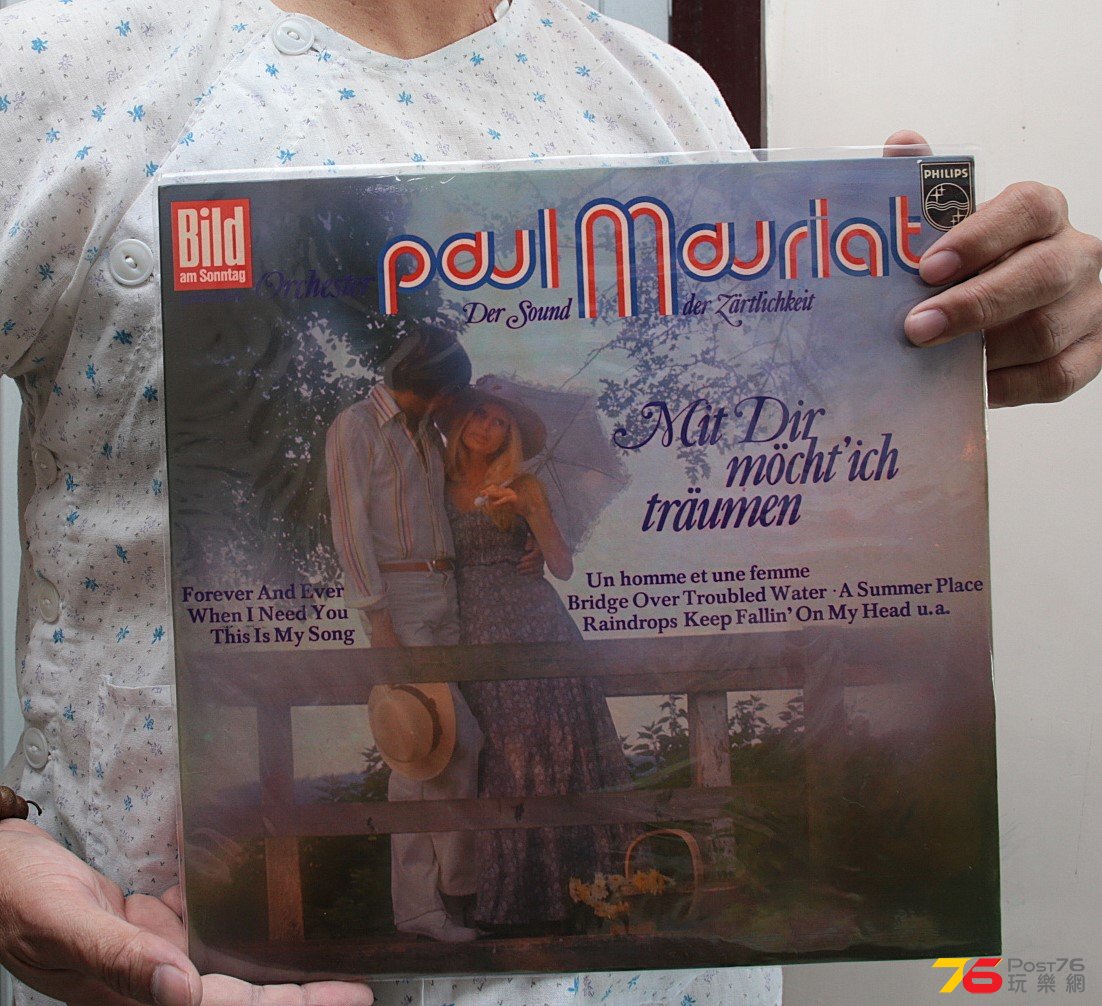 Bild
am Sonntag
PHILIPS
Orchester Paul Mauriat
Der Sound der Zärtlichkeit
Mit Dir
möcht' ich
träumen
Forever And Ever
When I Need You
This Is My Song
Un homme et une femme
Bridge Over Troubled Water · A Summer Place
Raindrops Keep Fallin' On My Head u.a.
76 POST76
玩樂網